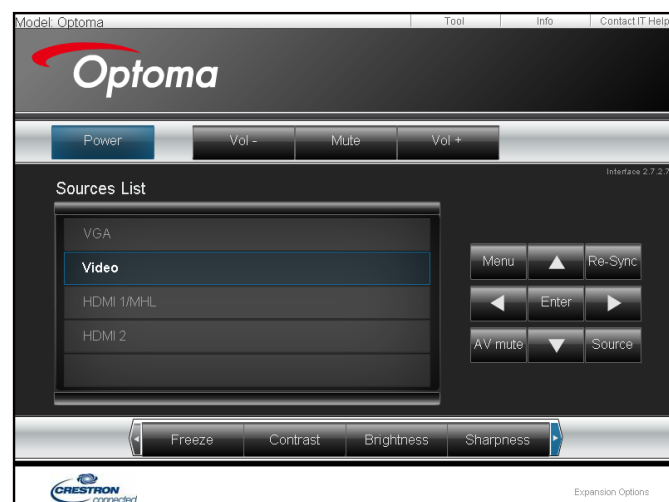 Model: Optoma Tool Info Contact IT Help
Optoma
Power Vol - Mute Vol +
Interface 2.7.2.7
Sources List
VGA
Video
HDMI 1/MHL
HDMI 2
Menu Re-Sync
Enter
AV mute Source
Freeze Contrast Brightness Sharpness
CRESTRON
connected
Expansion Options